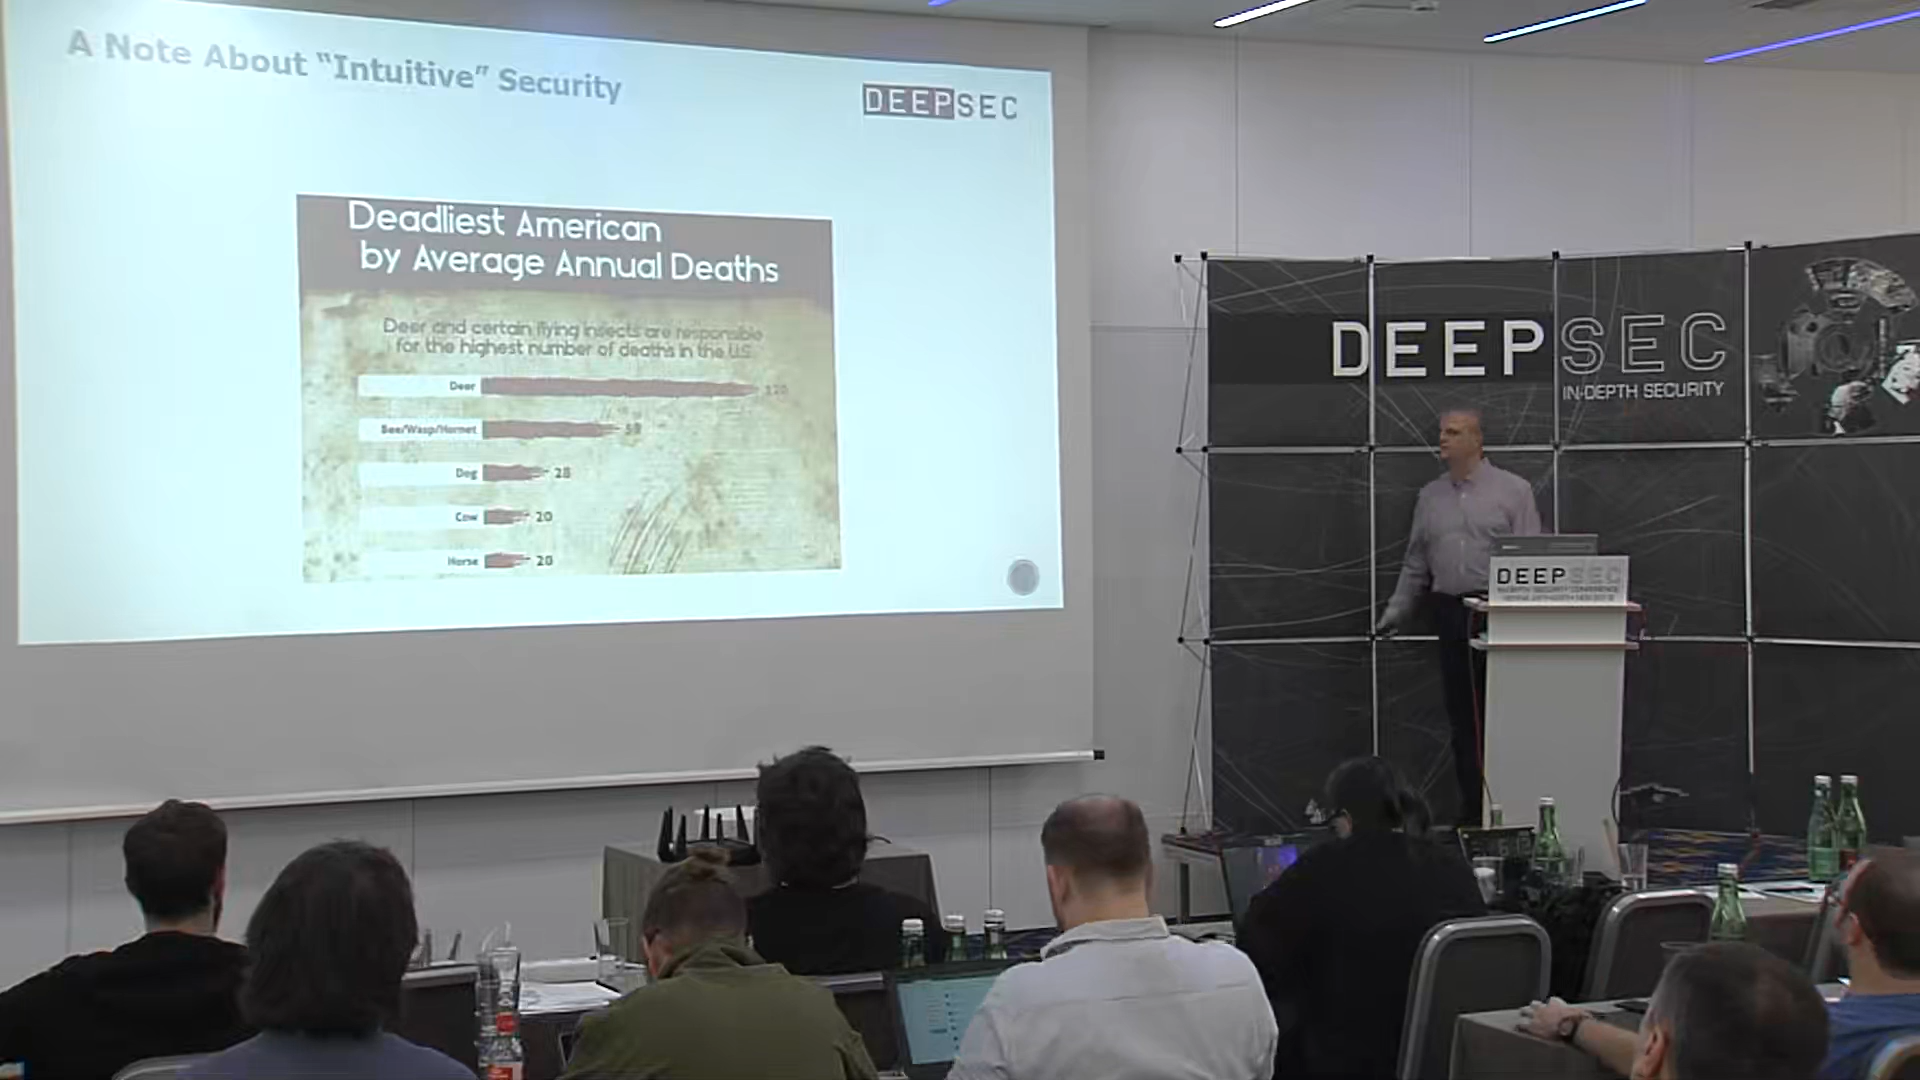 A Note About “Intuitive” Security
DEEPSEC
Deadliest American
by Average Annual Deaths
Deer and certain flying insects are responsible
for the highest number of deaths in the U.S.
Deer 120
Bee/Wasp/Hornet 58
Dog 28
Cow 20
Horse 20
DEEPSEC
IN-DEPTH SECURITY
DEEPSEC